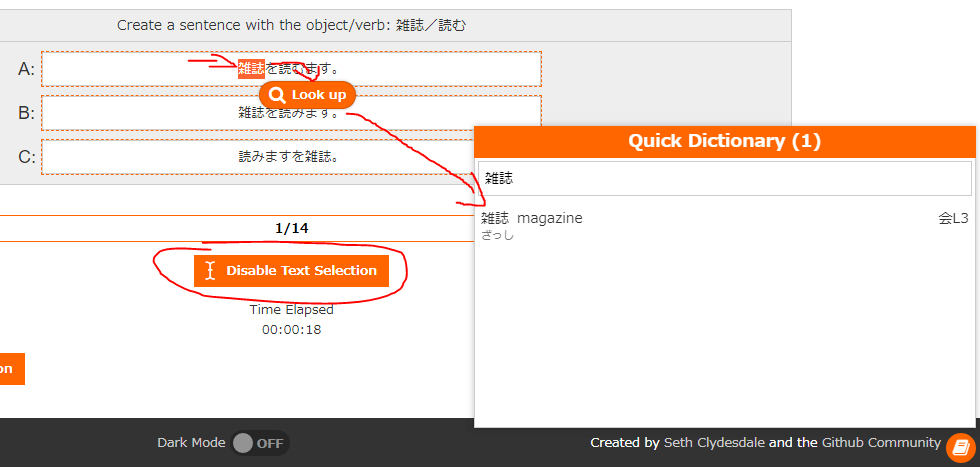 Create a sentence with the object/verb: 雑誌／読む
A: 雑誌を読むます。
Look up
B: 雑誌を読みます。
C: 読みますを雑誌。
Quick Dictionary (1)
雑誌
雑誌 magazine 会L3
ざっし
1/14
Disable Text Selection
Time Elapsed
00:00:18
on
Dark Mode OFF
Created by Seth Clydesdale and the Github Community